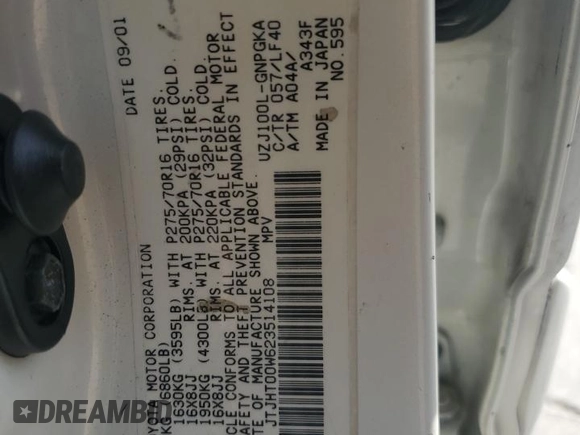 DATE 09/01
YOTA MOTOR CORPORATION
KG( 6860LB)
1630KG (3595LB) WITH P275/70R16 TIRES.
16X8JJ RIMS. AT 200KPA (29PSI) COLD.
1950KG (4300LB) WITH P275/70R16 TIRES.
16X8JJ RIMS. AT 220KPA (32PSI) COLD.
CLE CONFORMS TO ALL APPLICABLE FEDERAL MOTOR
AFETY AND THEFT PREVENTION STANDARDS IN EFFECT
TE OF MANUFACTURE SHOWN ABOVE.
JTJHT00W623514108 MPV
UZJ100L-GNPGKA
C/TR 057/LF40
A/TM A04A/ A343F
MADE IN JAPAN
NO.595
DREAMBID